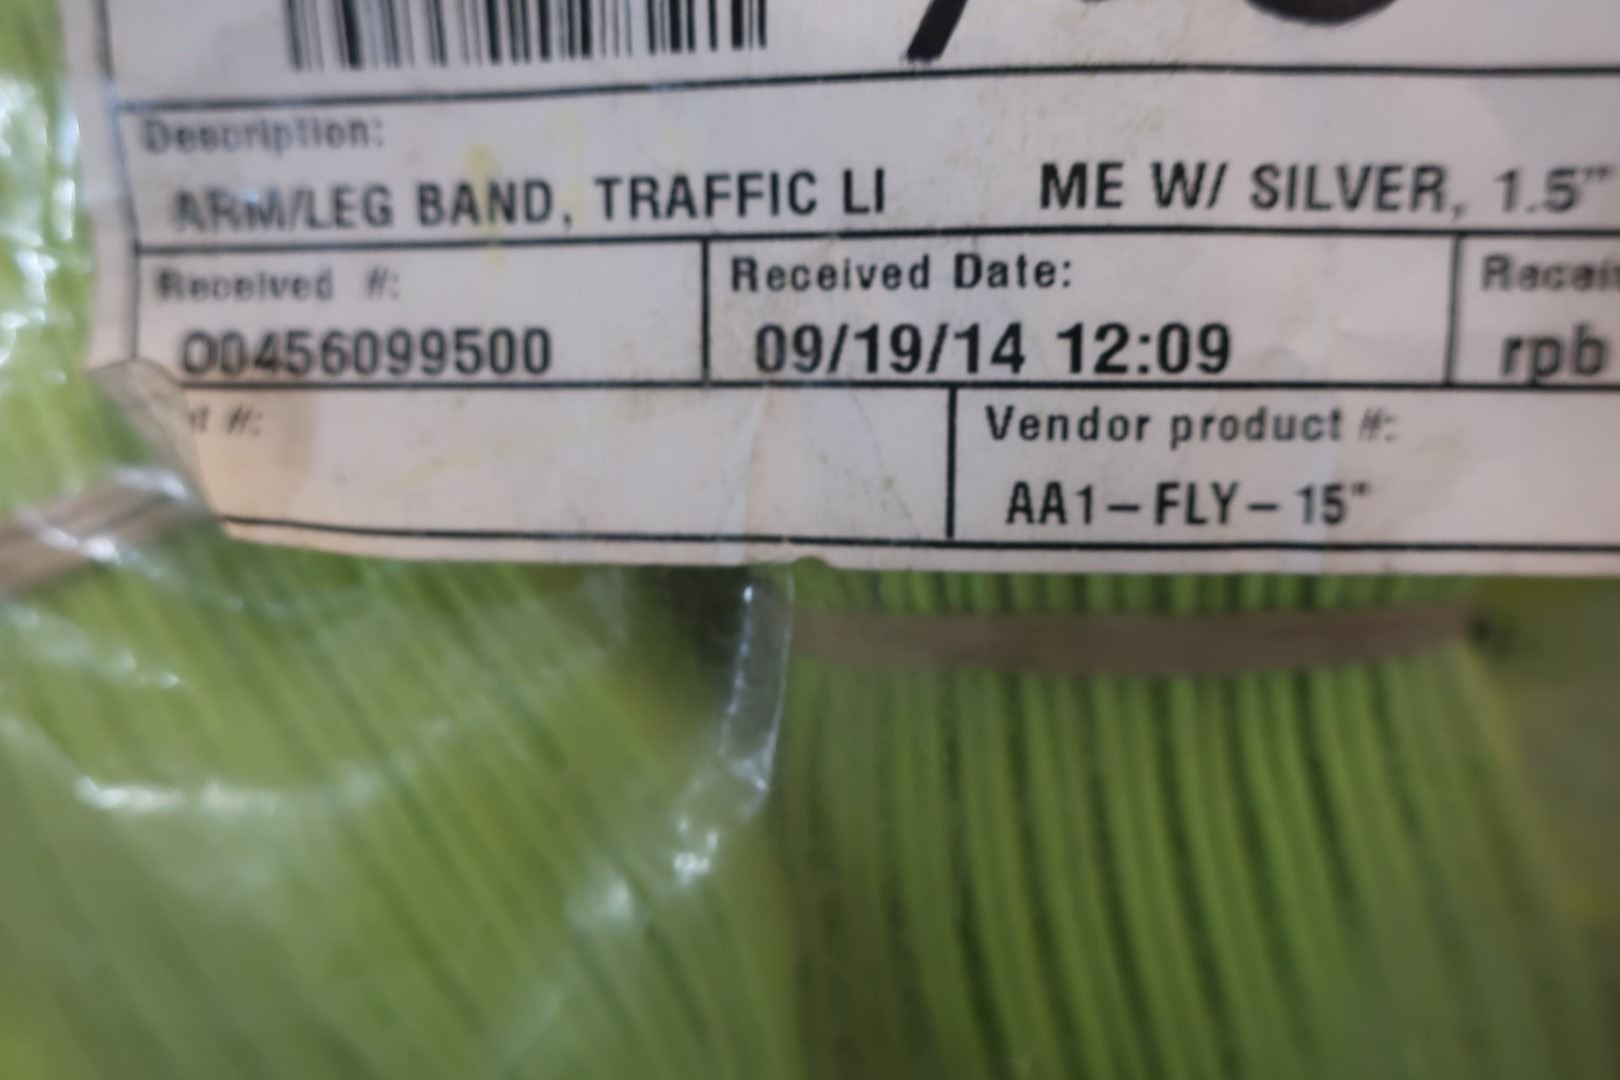 Description:
ARM/LEG BAND, TRAFFIC LI ME W/ SILVER, 1.5"
Received #: Received Date:
00456099500 09/19/14 12:09 rpb
#: Vendor product #:
AA1-FLY-15"